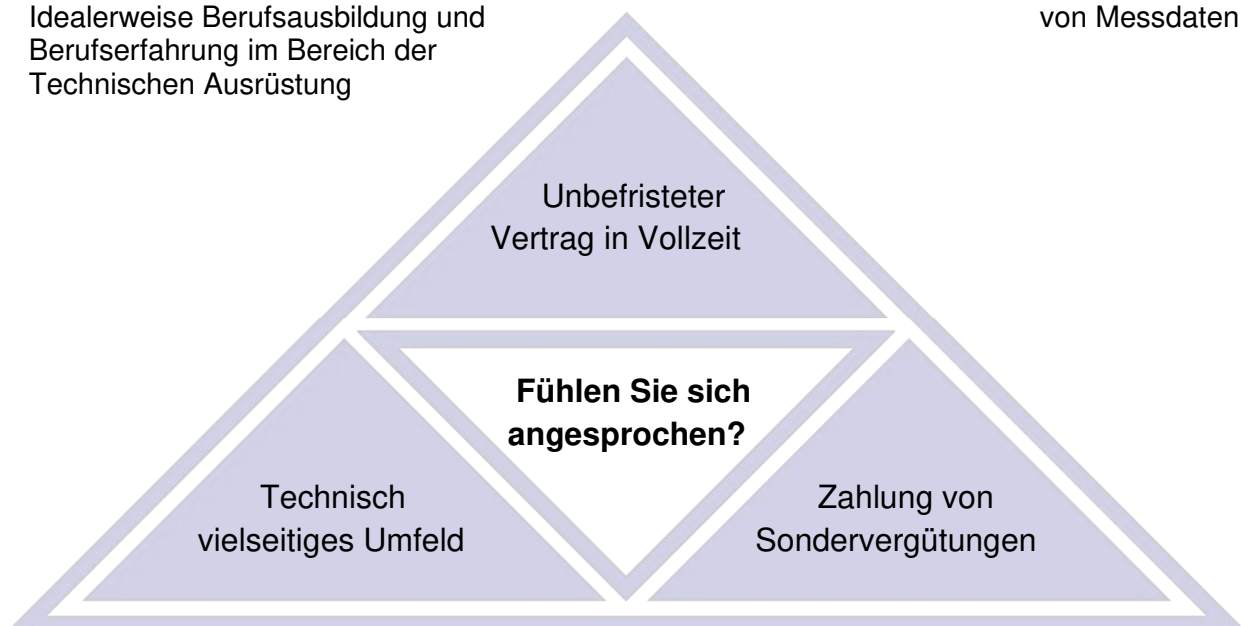 Idealerweise Berufsausbildung und
Berufserfahrung im Bereich der
Technischen Ausrüstung
von Messdaten
Unbefristeter
Vertrag in Vollzeit
Fühlen Sie sich
angesprochen?
Technisch
vielseitiges Umfeld
Zahlung von
Sondervergütungen